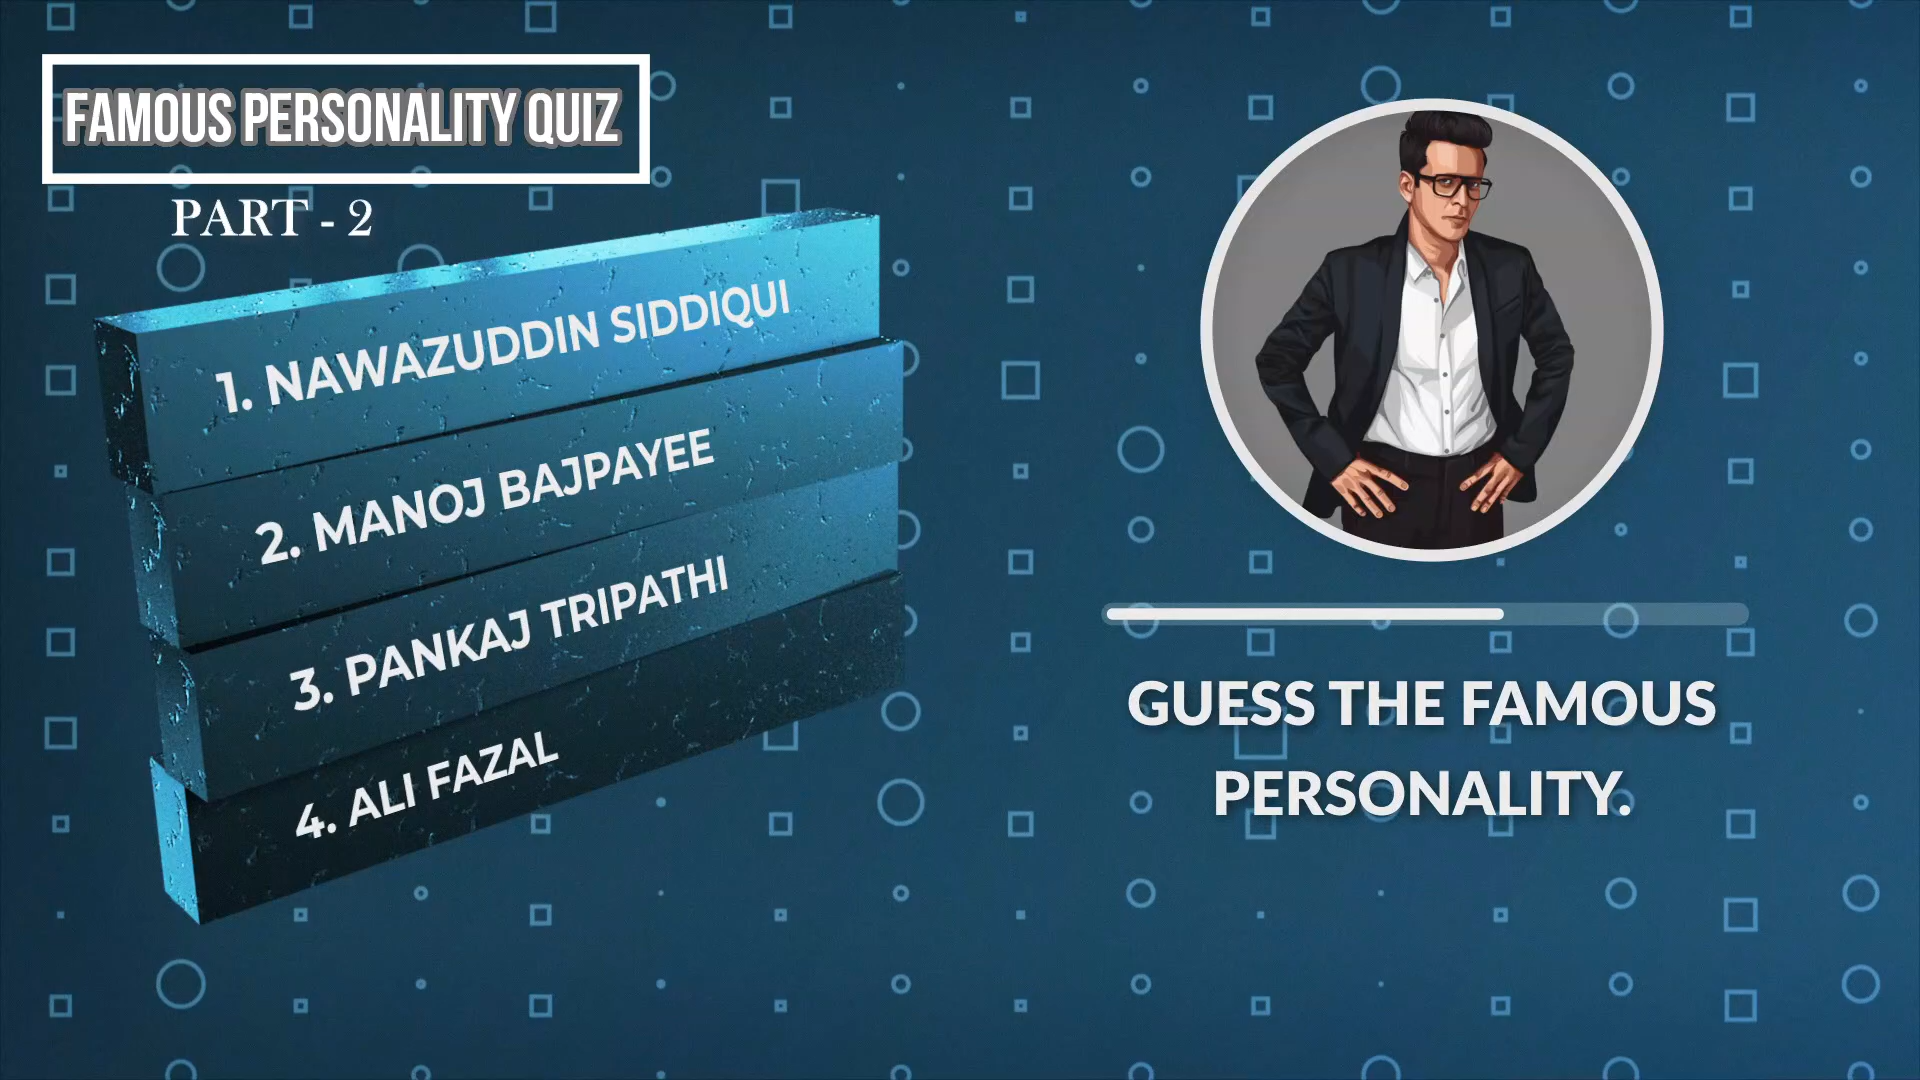 FAMOUS PERSONALITY QUIZ
PART - 2
1. NAWAZUDDIN SIDDIQUI
2. MANOJ BAJPAYEE
3. PANKAJ TRIPATHI
4. ALI FAZAL
GUESS THE FAMOUS
PERSONALITY.